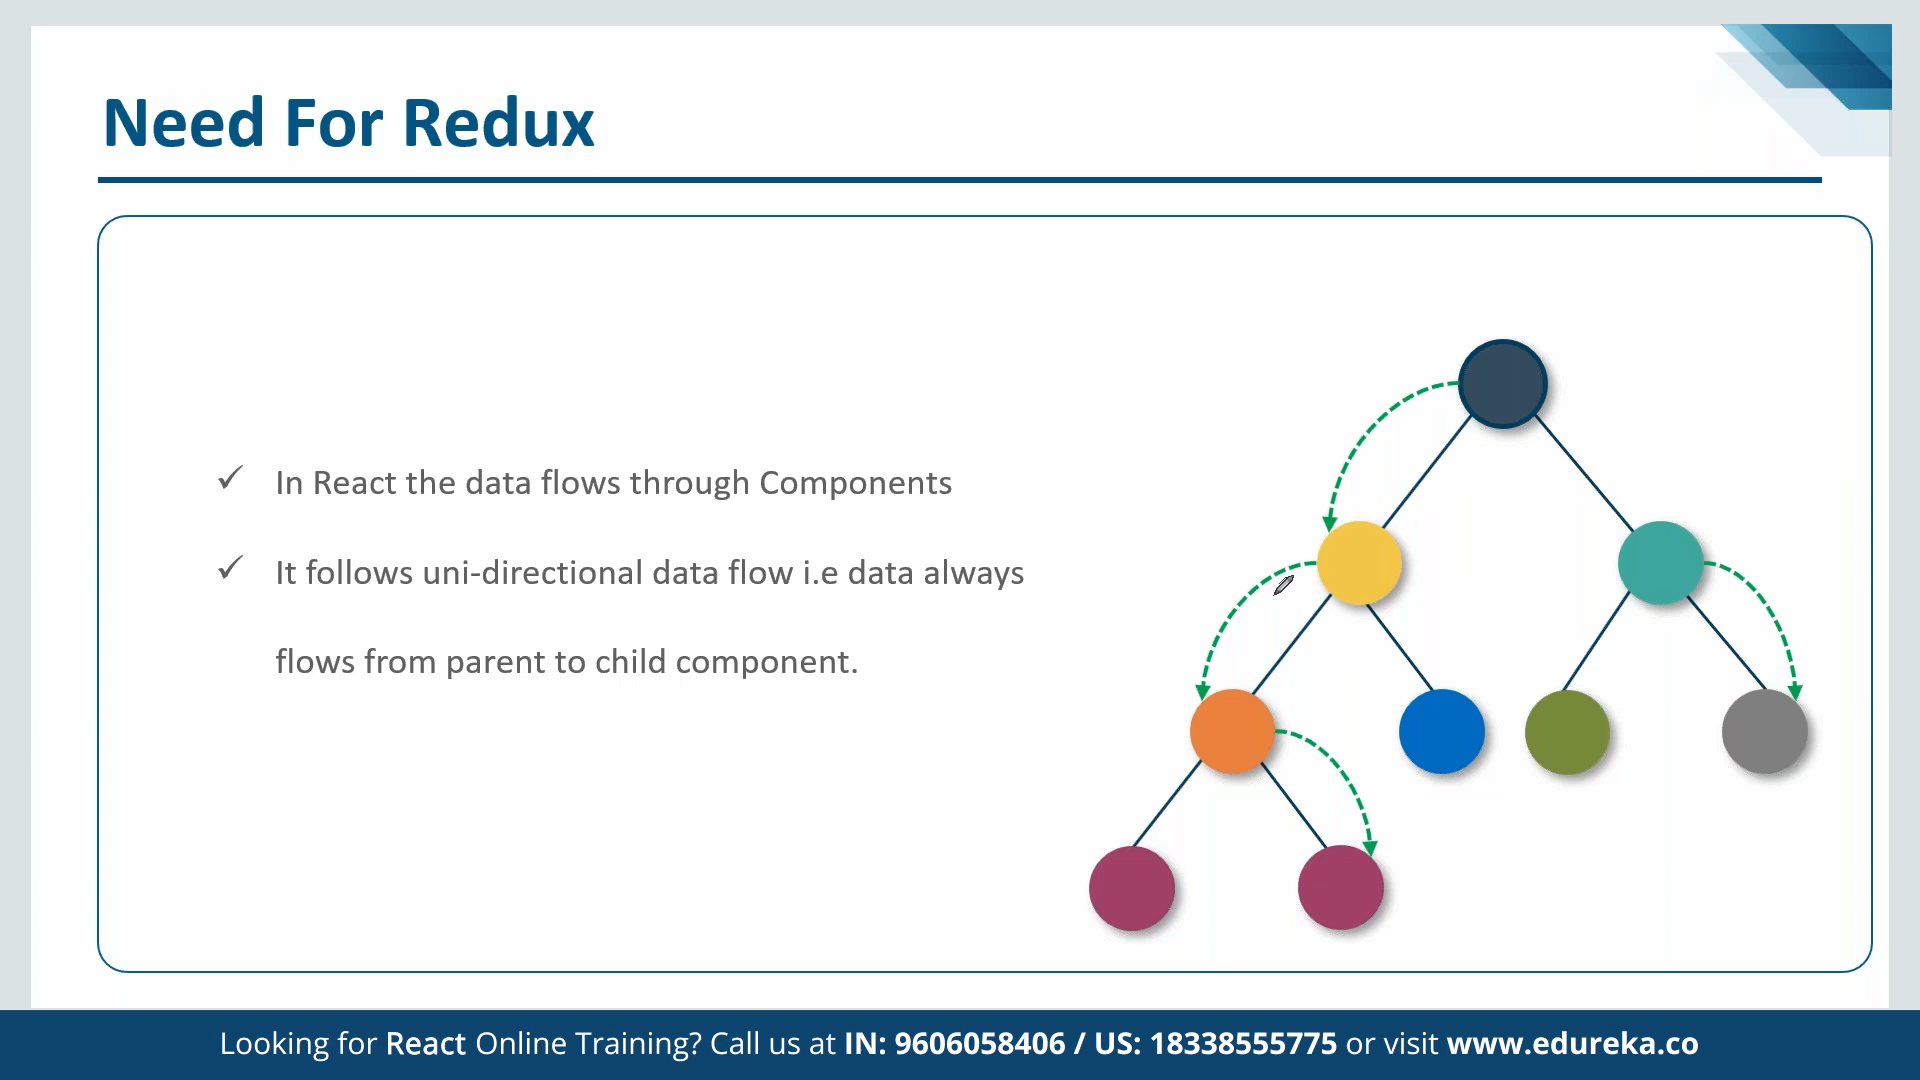 Need For Redux
✓ In React the data flows through Components
✓ It follows uni-directional data flow i.e data always
flows from parent to child component.
Looking for React Online Training? Call us at IN: 9606058406 / US: 18338555775 or visit www.edureka.co